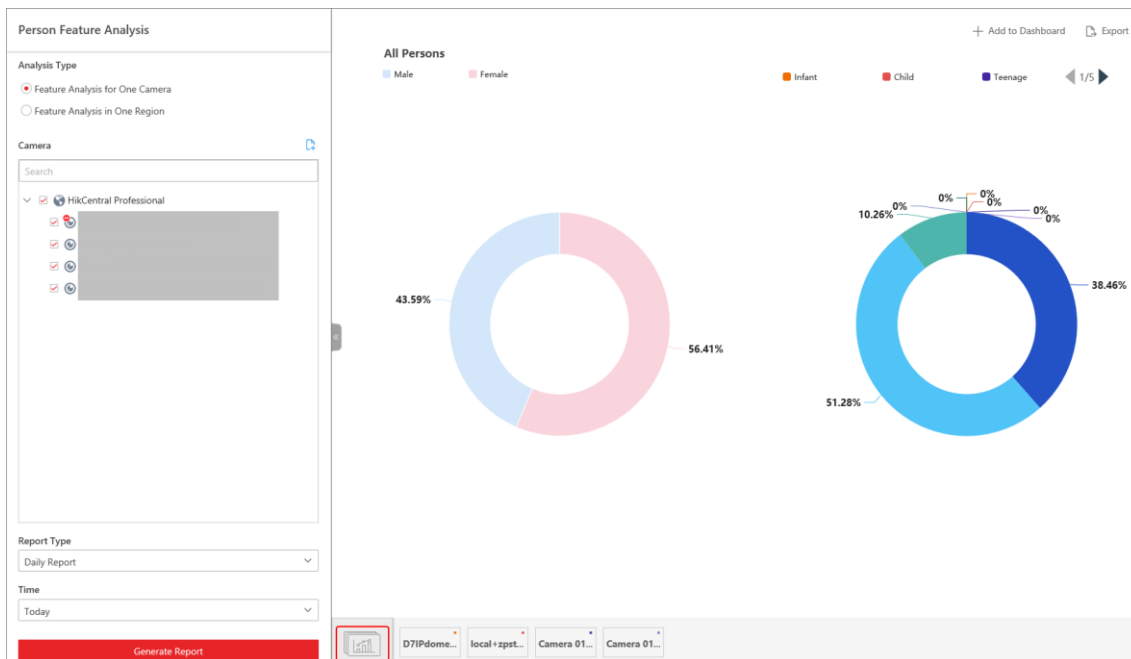 Person Feature Analysis
Analysis Type
Feature Analysis for One Camera
Feature Analysis in One Region
Camera
Search
HikCentral Professional
Report Type
Daily Report
Time
Today
Generate Report
Add to Dashboard Export
All Persons
Male Female
Infant Child Teenage 1/5
43.59%
56.41%
0%
0%
0%
0%
10.26%
0%
0%
38.46%
51.28%
D7IPdome... local+zpst... Camera 01... Camera 01...